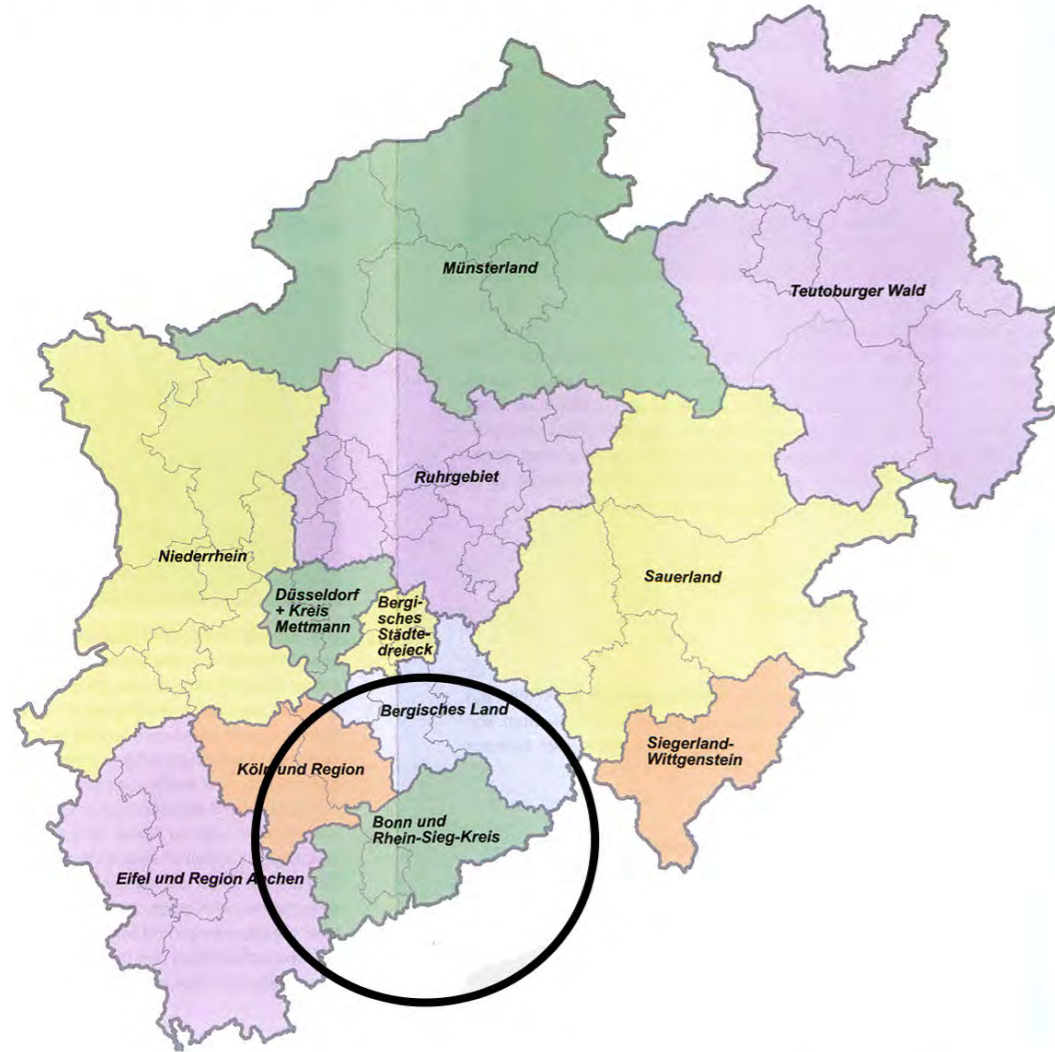 Münsterland
Teutoburger Wald
Ruhrgebiet
Niederrhein
Düsseldorf
+ Kreis
Mettmann
Bergi-
sches
Städte-
dreieck
Sauerland
Bergisches Land
Siegerland-
Wittgenstein
Köln und Region
Bonn und
Rhein-Sieg-Kreis
Eifel und Region Aachen